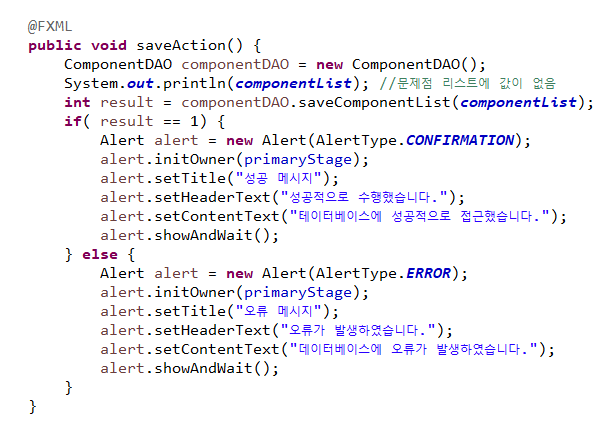 @FXML
public void saveAction() {
ComponentDAO componentDAO = new ComponentDAO();
System.out.println(componentList); //문제점 리스트에 값이 없음
int result = componentDAO.saveComponentList(componentList);
if( result == 1) {
Alert alert = new Alert(AlertType.CONFIRMATION);
alert.initOwner(primaryStage);
alert.setTitle("성공 메시지");
alert.setHeaderText("성공적으로 수행했습니다.");
alert.setContentText("데이터베이스에 성공적으로 접근했습니다.");
alert.showAndWait();
} else {
Alert alert = new Alert(AlertType.ERROR);
alert.initOwner(primaryStage);
alert.setTitle("오류 메시지");
alert.setHeaderText("오류가 발생하였습니다.");
alert.setContentText("데이터베이스에 오류가 발생하였습니다.");
alert.showAndWait();
}
}